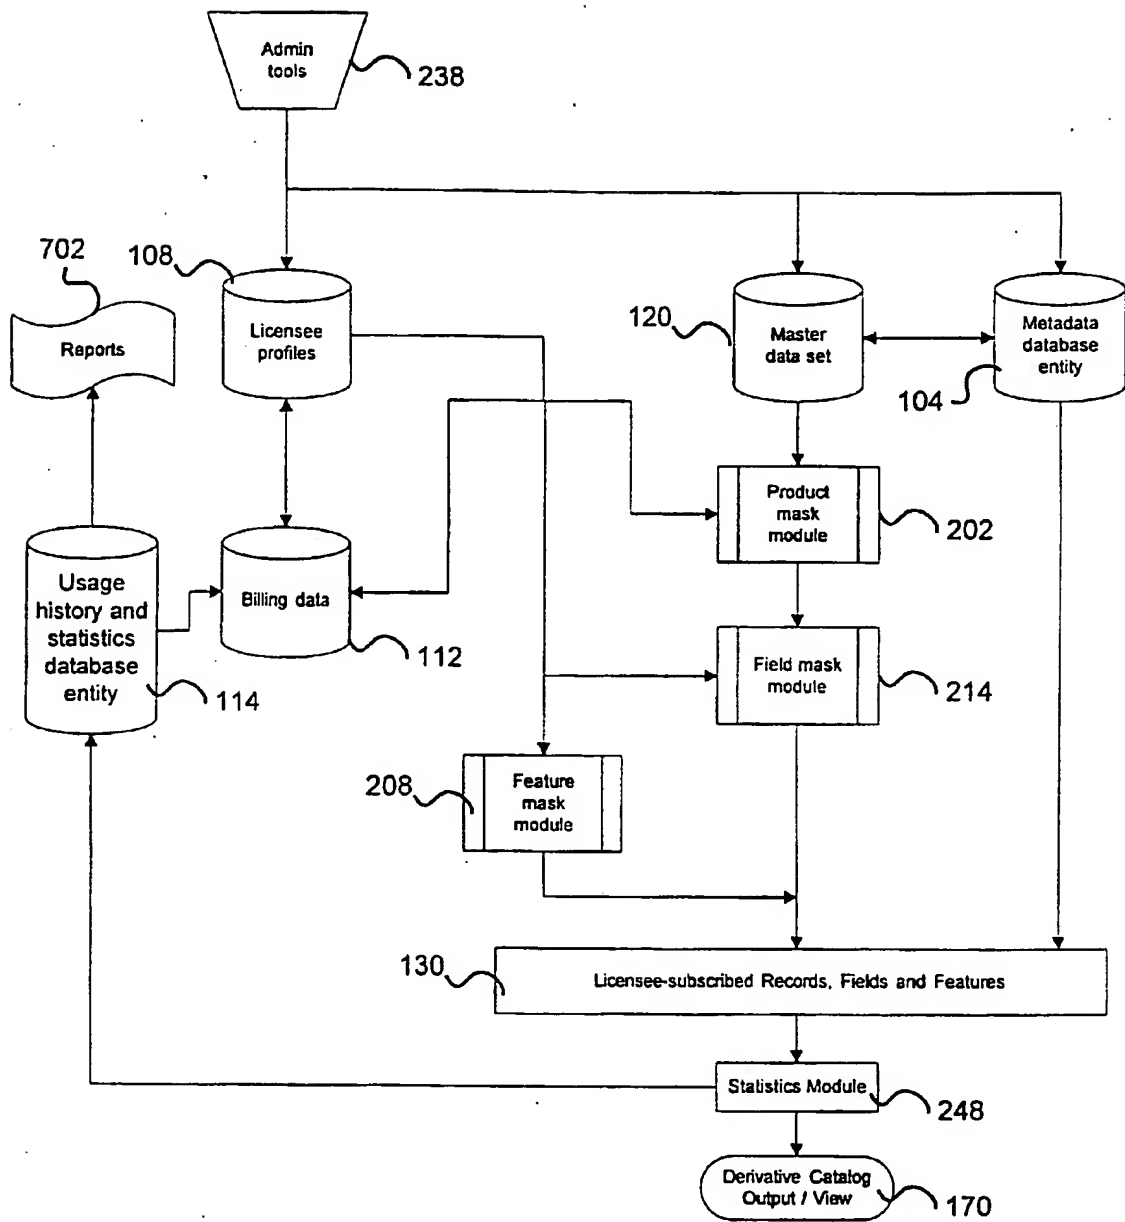 Admin
tools
238
702
108
Reports
Licensee
profiles
120
Master
data set
Metadata
database
entity
104
Product
mask
module
202
Usage
history and
statistics
database
entity
114
Billing data
112
Field mask
module
214
208
Feature
mask
module
130
Licensee-subscribed Records, Fields and Features
Statistics Module
248
Derivative Catalog
Output / View
170